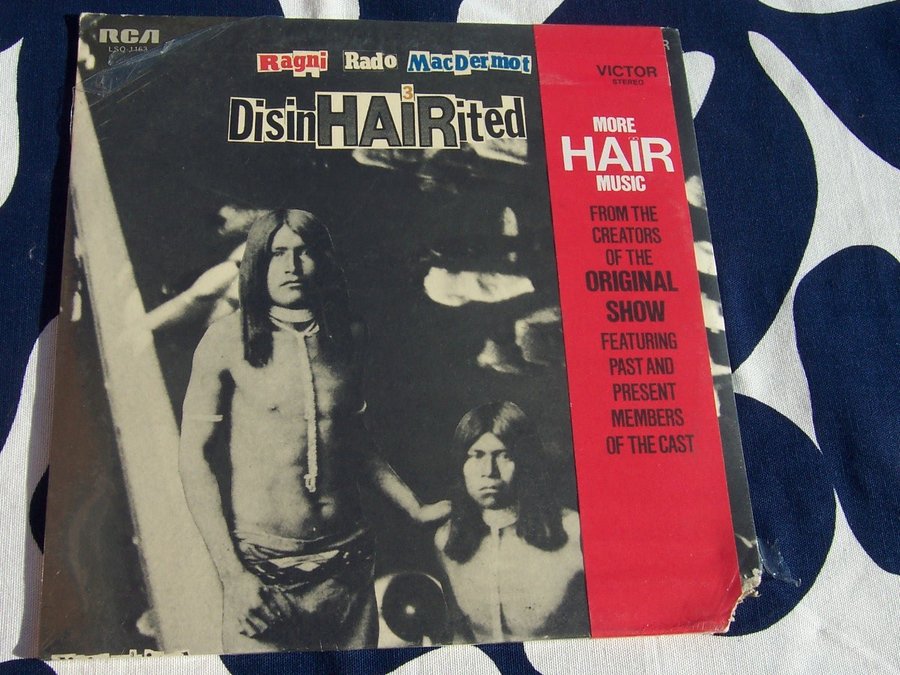 RCA
LSO-1163
Ragni Rado MacDermot
3
DisinHAiRited
R
VICTOR
STEREO
MORE
HAiR
MUSIC
FROM THE
CREATORS
OF THE
ORIGINAL
SHOW
FEATURING
PAST AND
PRESENT
MEMBERS
OF THE CAST